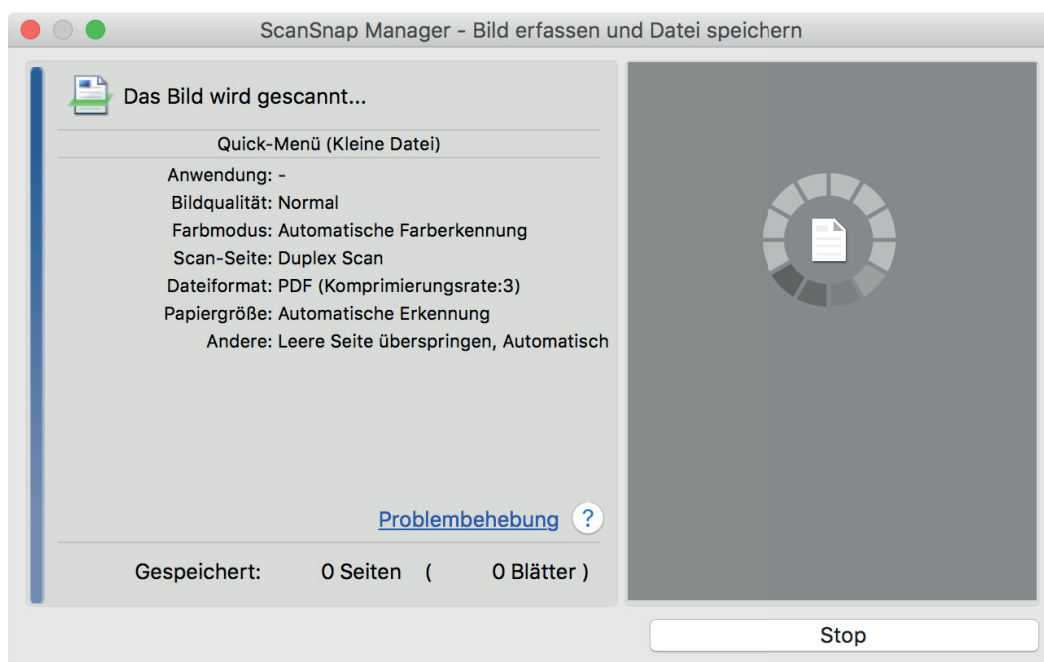 ScanSnap Manager - Bild erfassen und Datei speichern
Das Bild wird gescannt...
Quick-Menü (Kleine Datei)
Anwendung: -
Bildqualität: Normal
Farbmodus: Automatische Farberkennung
Scan-Seite: Duplex Scan
Dateiformat: PDF (Komprimierungsrate:3)
Papiergröße: Automatische Erkennung
Andere: Leere Seite überspringen, Automatisch
Problembehebung ?
Gespeichert: 0 Seiten ( 0 Blätter )
Stop